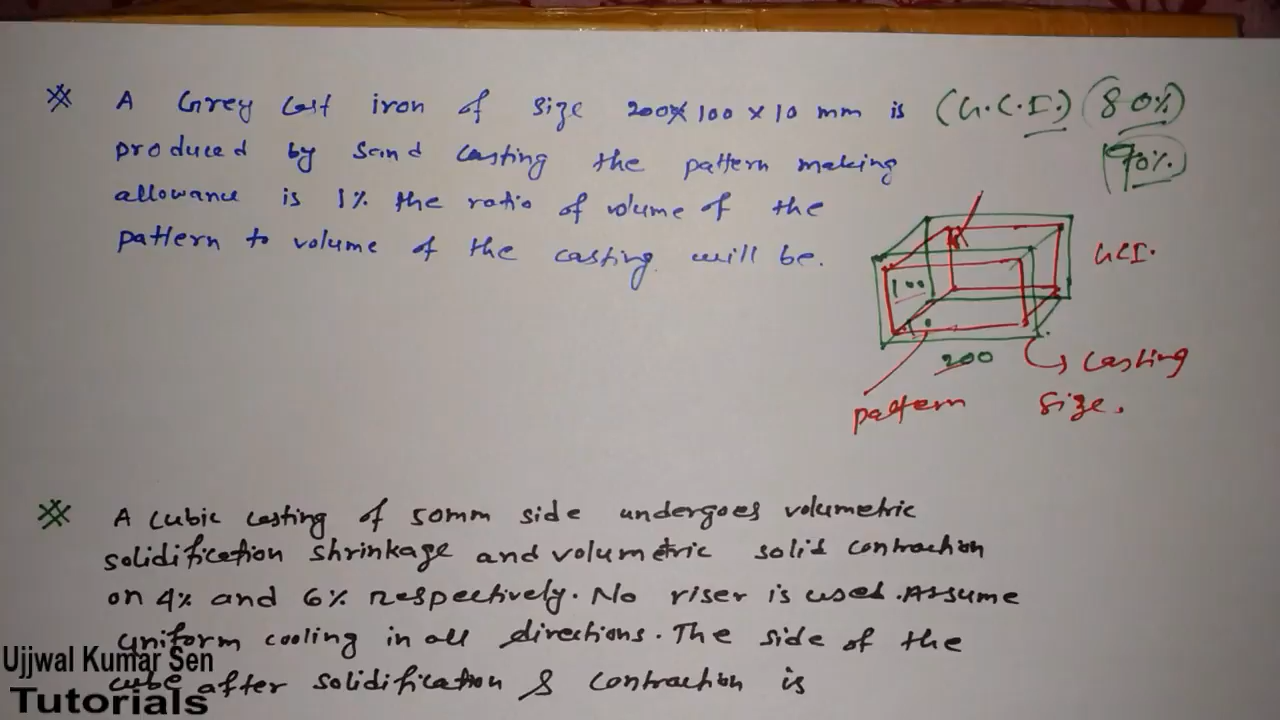 A Grey Cast iron of size 200 x 100 x 10 mm is
produced by sand casting the pattern making
allowance is 1% the ratio of volume of the
pattern to volume of the casting will be.
(G.C.I.) (80%)
90%.
G.C.I.
100
10
200
casting
size.
pattern
A cubic casting of 50mm side undergoes volumetric
solidification shrinkage and volumetric solid contraction
on 4% and 6% respectively. No riser is used. Assume
uniform cooling in all directions. The side of the
cube after solidification & contraction is
Ujjwal Kumar Sen
Tutorials